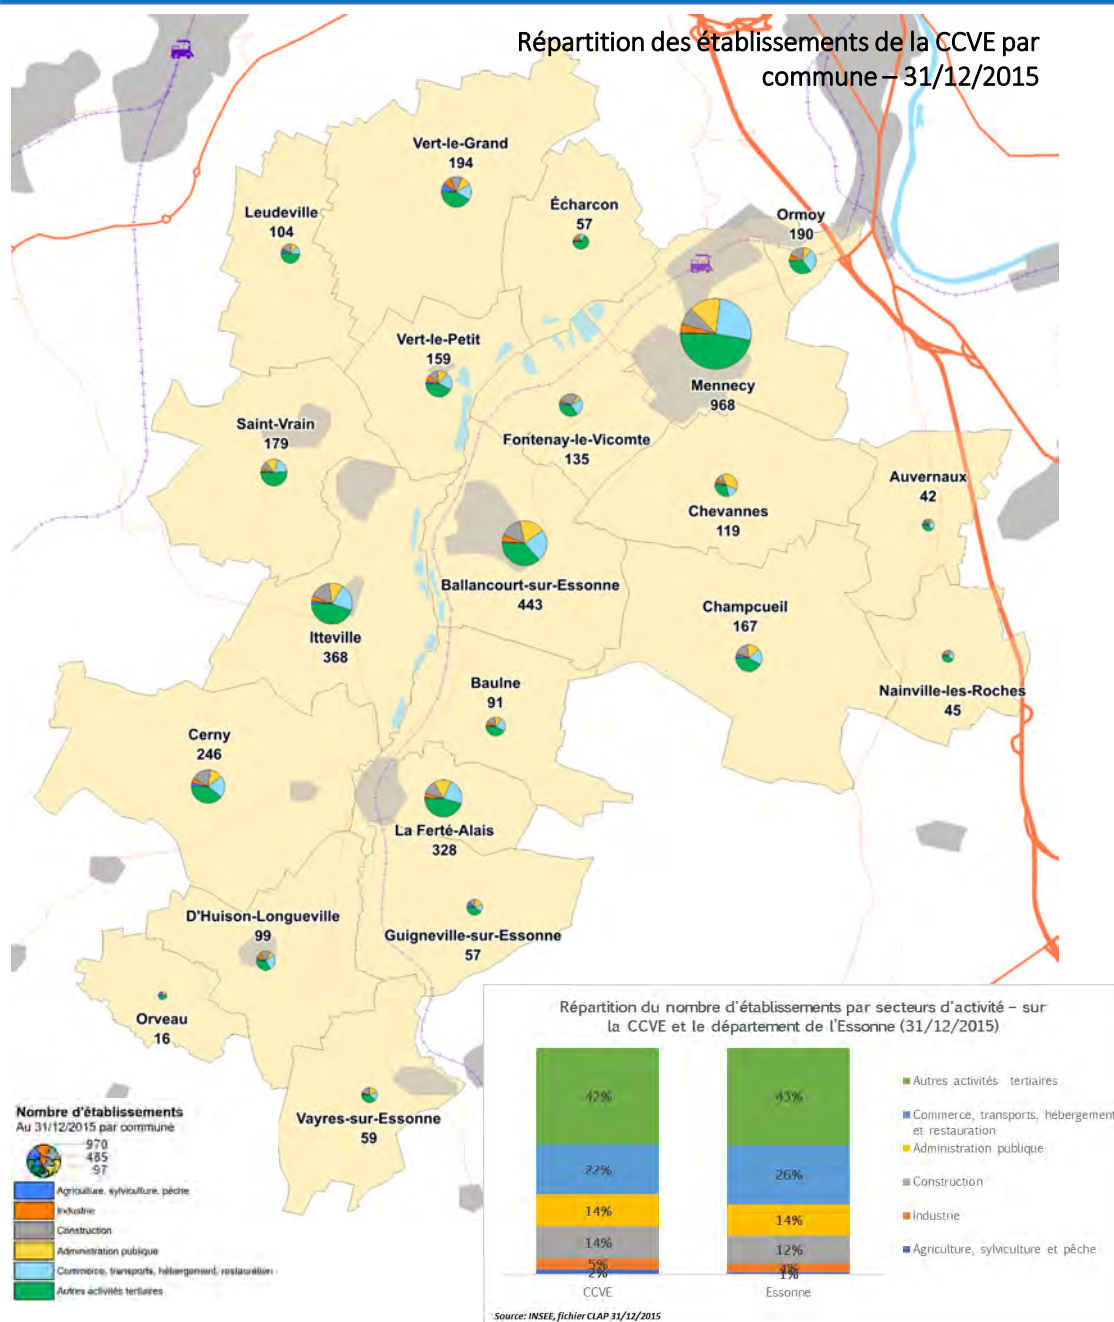 Répartition des établissements de la CCVE par
commune – 31/12/2015
Vert-le-Grand
194
Écharcon
57
Leudeville
104
Ormoy
190
Vert-le-Petit
159
Mennecy
968
Saint-Vrain
179
Fontenay-le-Vicomte
135
Auvernaux
42
Chevannes
119
Ballancourt-sur-Essonne
443
Champcueil
167
Itteville
368
Baulne
91
Nainville-les-Roches
45
Cerny
246
La Ferté-Alais
328
D'Huison-Longueville
99
Guigneville-sur-Essonne
57
Orveau
16
Vayres-sur-Essonne
59
Nombre d'établissements
Au 31/12/2015 par commune
970
485
97
Agriculture, sylviculture, pêche
Industrie
Construction
Administration publique
Commerce, transports, hébergement, restauration
Autres activités tertiaires
Répartition du nombre d'établissements par secteurs d'activité – sur
la CCVE et le département de l'Essonne (31/12/2015)
42%
43%
22%
26%
14%
14%
14%
12%
5%
4%
2%
1%
CCVE
Essonne
Autres activités tertiaires
Commerce, transports, hébergement
et restauration
Administration publique
Construction
Industrie
Agriculture, sylviculture et pêche
Source: INSEE, fichier CLAP 31/12/2015